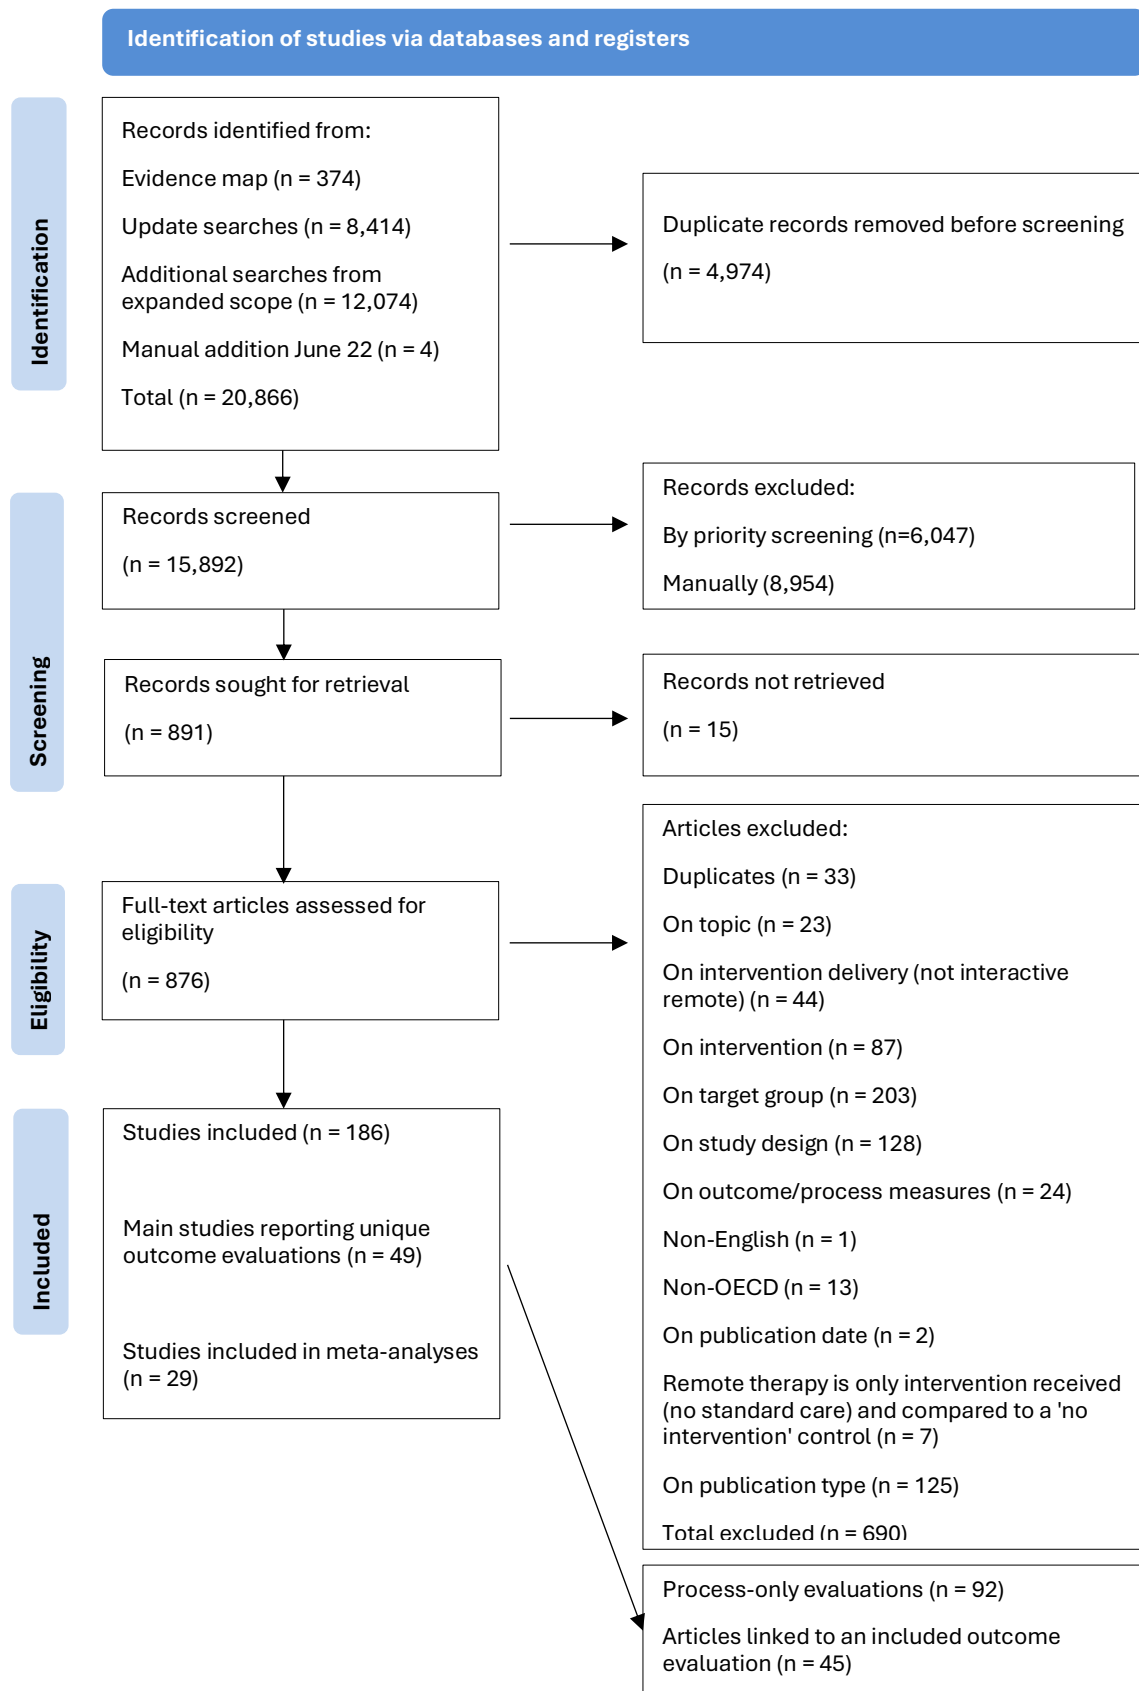 Identification of studies via databases and registers
Identification
Records identified from:
Evidence map (n = 374)
Update searches (n = 8,414)
Additional searches from
expanded scope (n = 12,074)
Manual addition June 22 (n = 4)
Total (n = 20,866)
Duplicate records removed before screening
(n = 4,974)
Screening
Records screened
(n = 15,892)
Records excluded:
By priority screening (n=6,047)
Manually (8,954)
Records sought for retrieval
(n = 891)
Records not retrieved
(n = 15)
Eligibility
Full-text articles assessed for
eligibility
(n = 876)
Articles excluded:
Duplicates (n = 33)
On topic (n = 23)
On intervention delivery (not interactive
remote) (n = 44)
On intervention (n = 87)
On target group (n = 203)
On study design (n = 128)
On outcome/process measures (n = 24)
Non-English (n = 1)
Non-OECD (n = 13)
On publication date (n = 2)
Remote therapy is only intervention received
(no standard care) and compared to a 'no
intervention' control (n = 7)
On publication type (n = 125)
Total excluded (n = 690)
Included
Studies included (n = 186)
Main studies reporting unique
outcome evaluations (n = 49)
Studies included in meta-analyses
(n = 29)
Process-only evaluations (n = 92)
Articles linked to an included outcome
evaluation (n = 45)